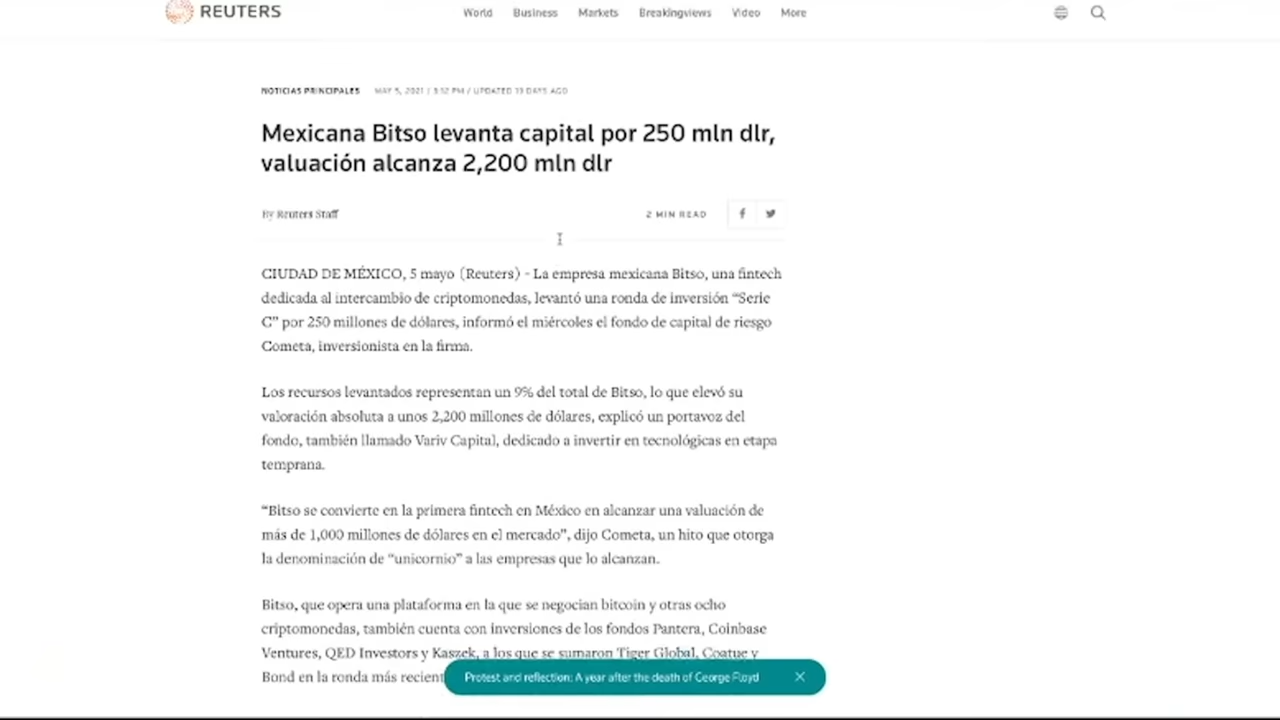 REUTERS
World Business Markets Breakingviews Video More
NOTICIAS PRINCIPALES MAY 5, 2021 / 5:12 PM / UPDATED 19 DAYS AGO
Mexicana Bitso levanta capital por 250 mln dlr,
valuación alcanza 2,200 mln dlr
By Reuters Staff
2 MIN READ
CIUDAD DE MÉXICO, 5 mayo (Reuters) - La empresa mexicana Bitso, una fintech
dedicada al intercambio de criptomonedas, levantó una ronda de inversión “Serie
C” por 250 millones de dólares, informó el miércoles el fondo de capital de riesgo
Cometa, inversionista en la firma.
Los recursos levantados representan un 9% del total de Bitso, lo que elevó su
valoración absoluta a unos 2,200 millones de dólares, explicó un portavoz del
fondo, también llamado Variv Capital, dedicado a invertir en tecnológicas en etapa
temprana.
“Bitso se convierte en la primera fintech en México en alcanzar una valuación de
más de 1,000 millones de dólares en el mercado”, dijo Cometa, un hito que otorga
la denominación de “unicornio” a las empresas que lo alcanzan.
Bitso, que opera una plataforma en la que se negocian bitcoin y otras ocho
criptomonedas, también cuenta con inversiones de los fondos Pantera, Coinbase
Ventures, QED Investors y Kaszek, a los que se sumaron Tiger Global, Coatue y
Bond en la ronda más recient
Protest and reflection: A year after the death of George Floyd